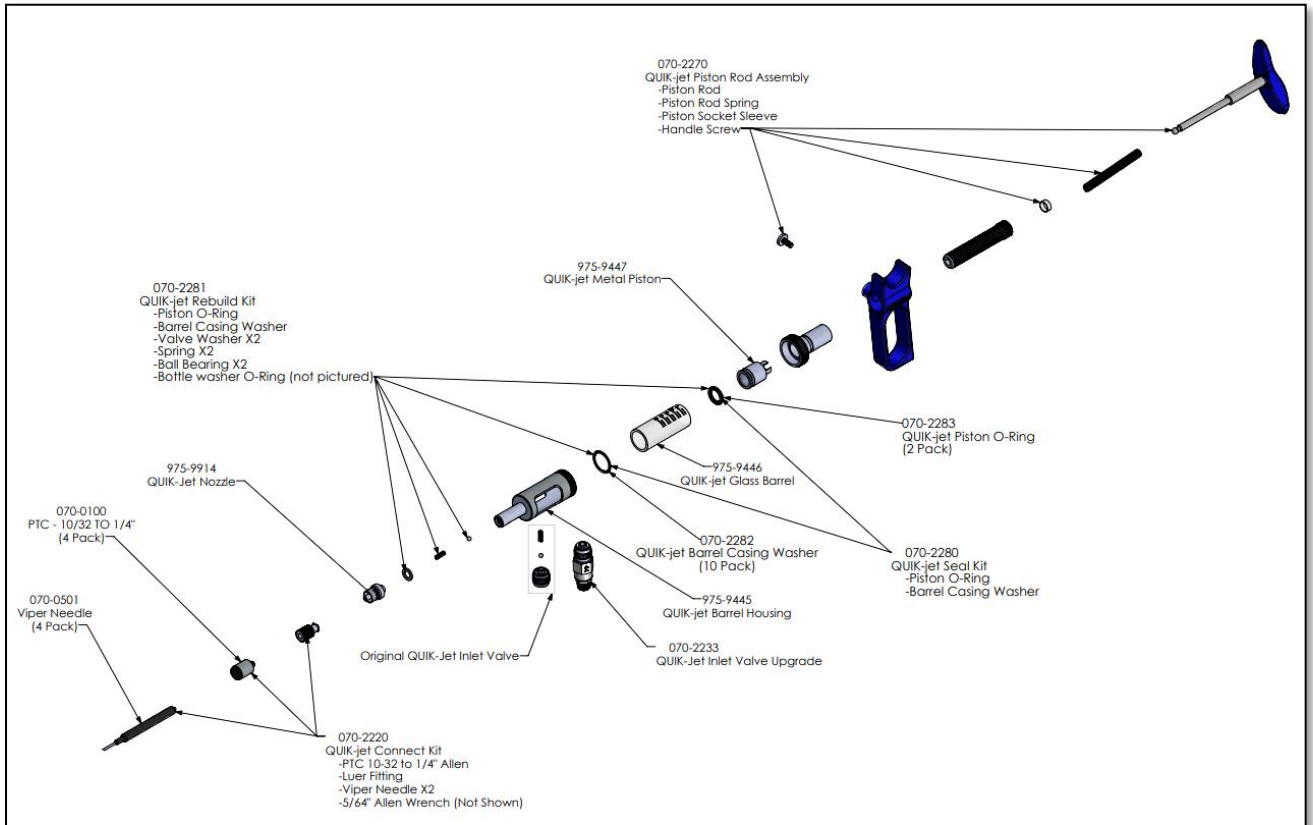 070-2270
QUIK-jet Piston Rod Assembly
-Piston Rod
-Piston Rod Spring
-Piston Socket Sleeve
-Handle Screw
975-9447
QUIK-jet Metal Piston
070-2281
QUIK-jet Rebuild Kit
-Piston O-Ring
-Barrel Casing Washer
-Valve Washer X2
-Spring X2
-Ball Bearing X2
-Bottle washer O-Ring (not pictured)
070-2283
QUIK-jet Piston O-Ring
(2 Pack)
975-9446
QUIK-jet Glass Barrel
975-9914
QUIK-Jet Nozzle
070-0100
PTC - 10/32 TO 1/4"
(4 Pack)
070-2282
QUIK-jet Barrel Casing Washer
(10 Pack)
070-2280
QUIK-jet Seal Kit
-Piston O-Ring
-Barrel Casing Washer
070-0501
Viper Needle
(4 Pack)
975-9445
QUIK-jet Barrel Housing
Original QUIK-Jet Inlet Valve
070-2233
QUIK-Jet Inlet Valve Upgrade
070-2220
QUIK-jet Connect Kit
-PTC 10-32 to 1/4" Allen
-Luer Fitting
-Viper Needle X2
-5/64" Allen Wrench (Not Shown)